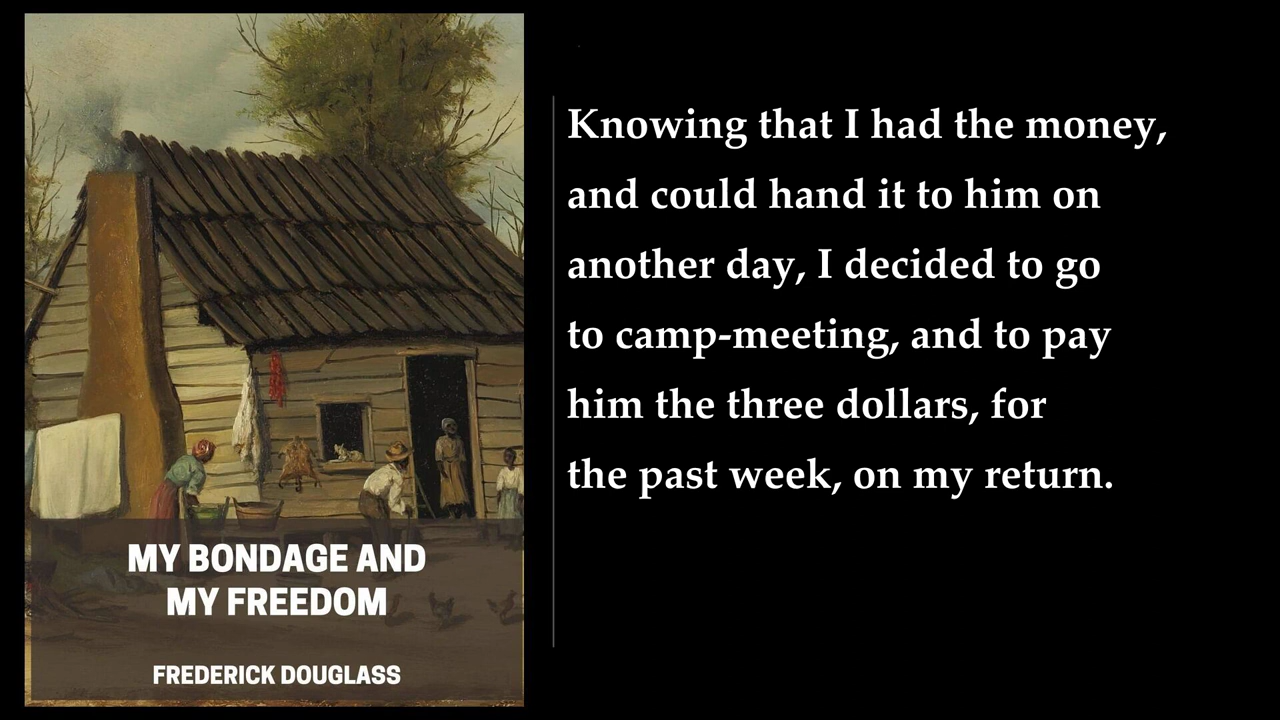 MY BONDAGE AND
MY FREEDOM
FREDERICK DOUGLASS
Knowing that I had the money,
and could hand it to him on
another day, I decided to go
to camp-meeting, and to pay
him the three dollars, for
the past week, on my return.